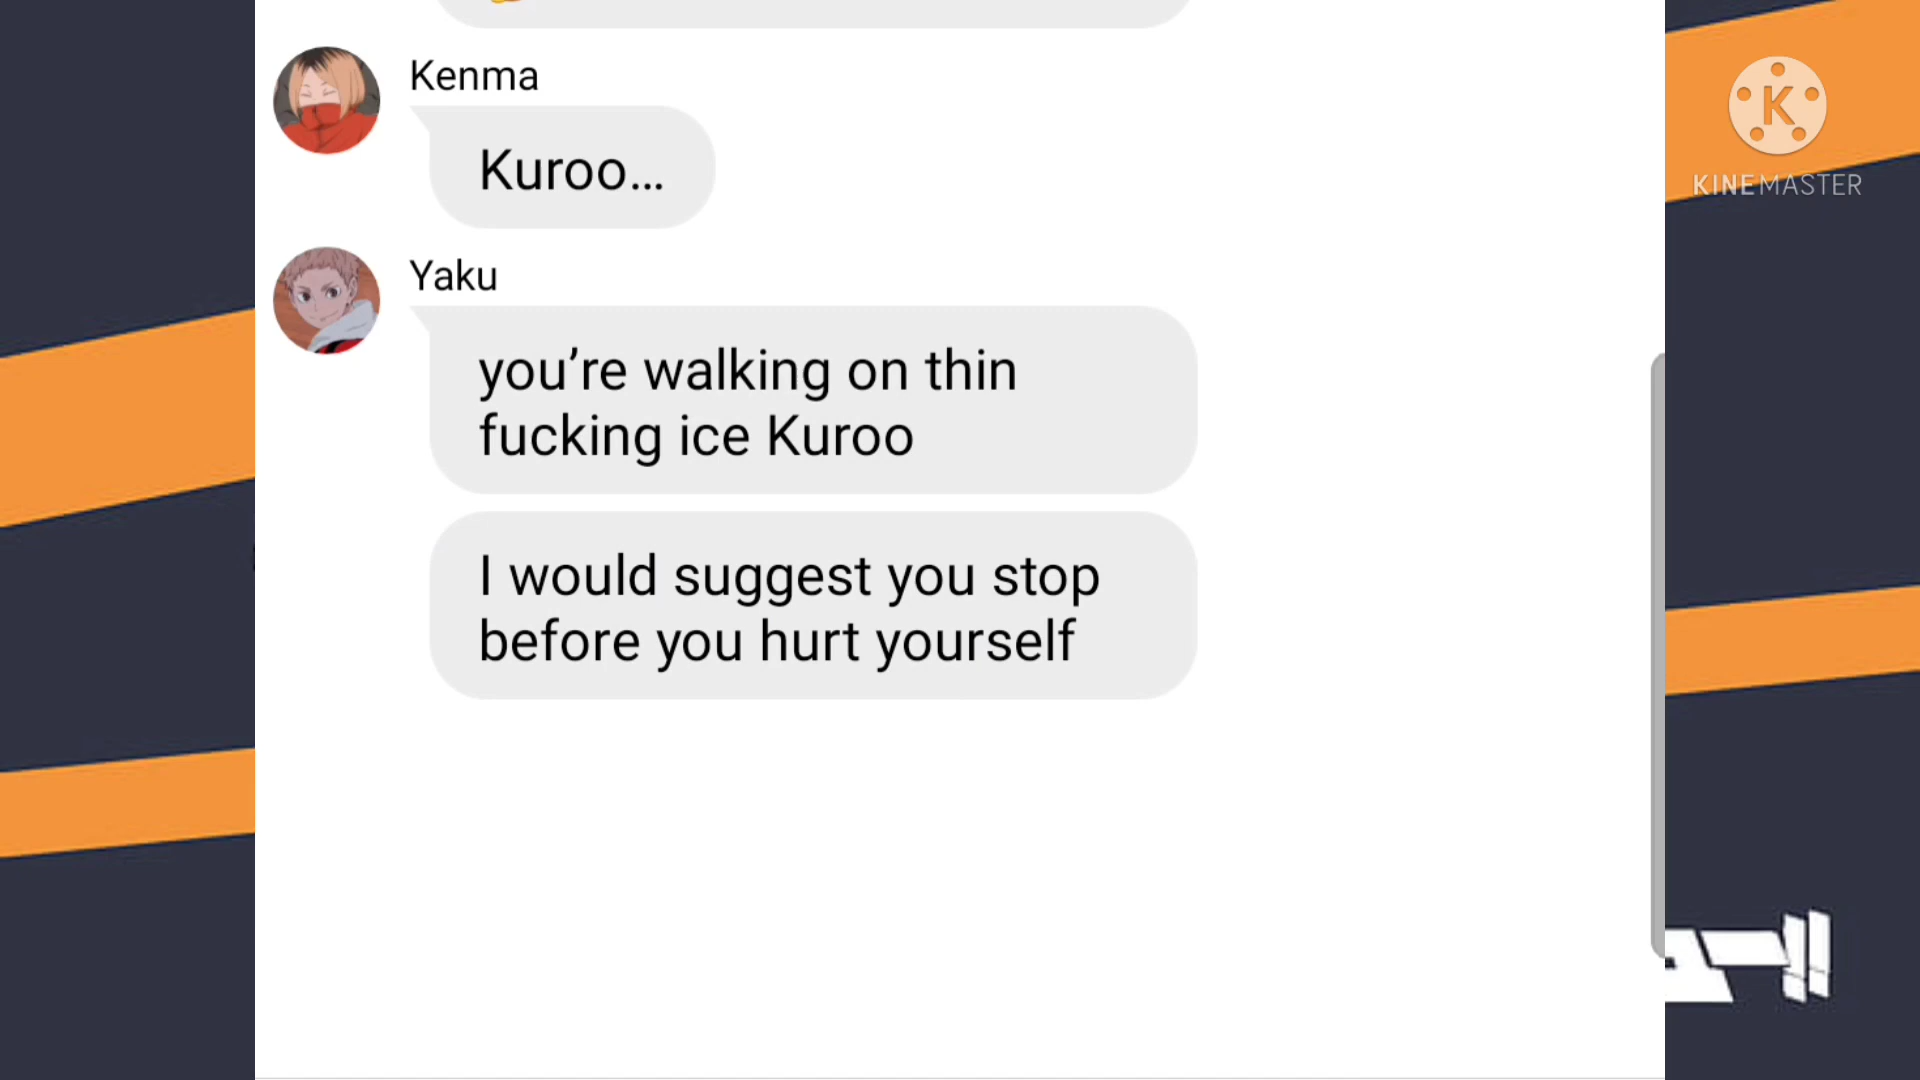 Kenma
Kuroo...
Yaku
you’re walking on thin
fucking ice Kuroo
I would suggest you stop
before you hurt yourself
K
KINEMASTER